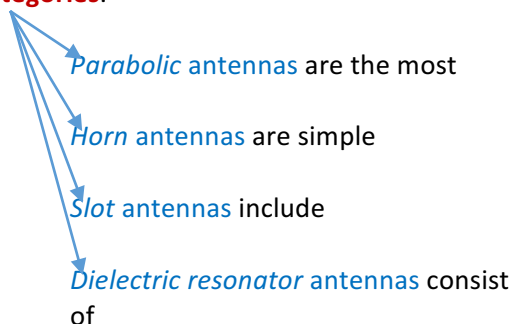 tegories:
Parabolic antennas are the most
Horn antennas are simple
Slot antennas include
Dielectric resonator antennas consist
of